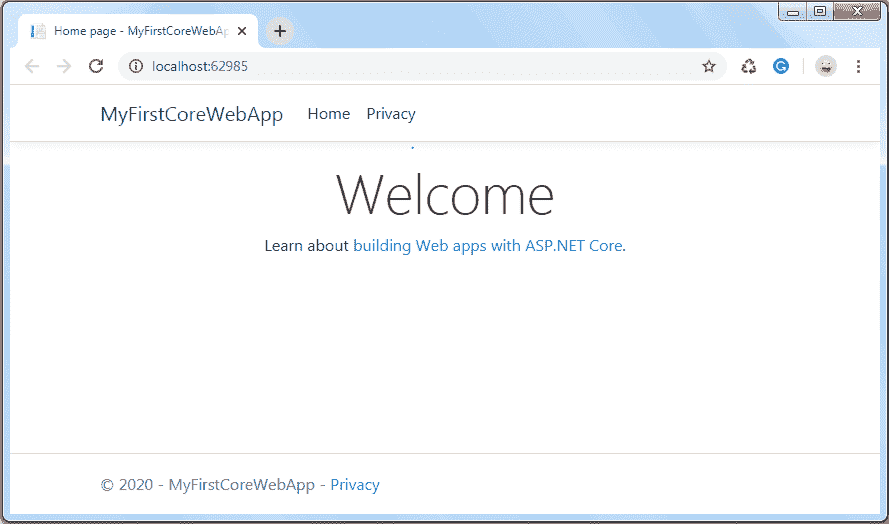 Home page - MyFirstCoreWebAp
localhost:62985
MyFirstCoreWebApp Home Privacy
Welcome
Learn about building Web apps with ASP.NET Core.
© 2020 - MyFirstCoreWebApp - Privacy